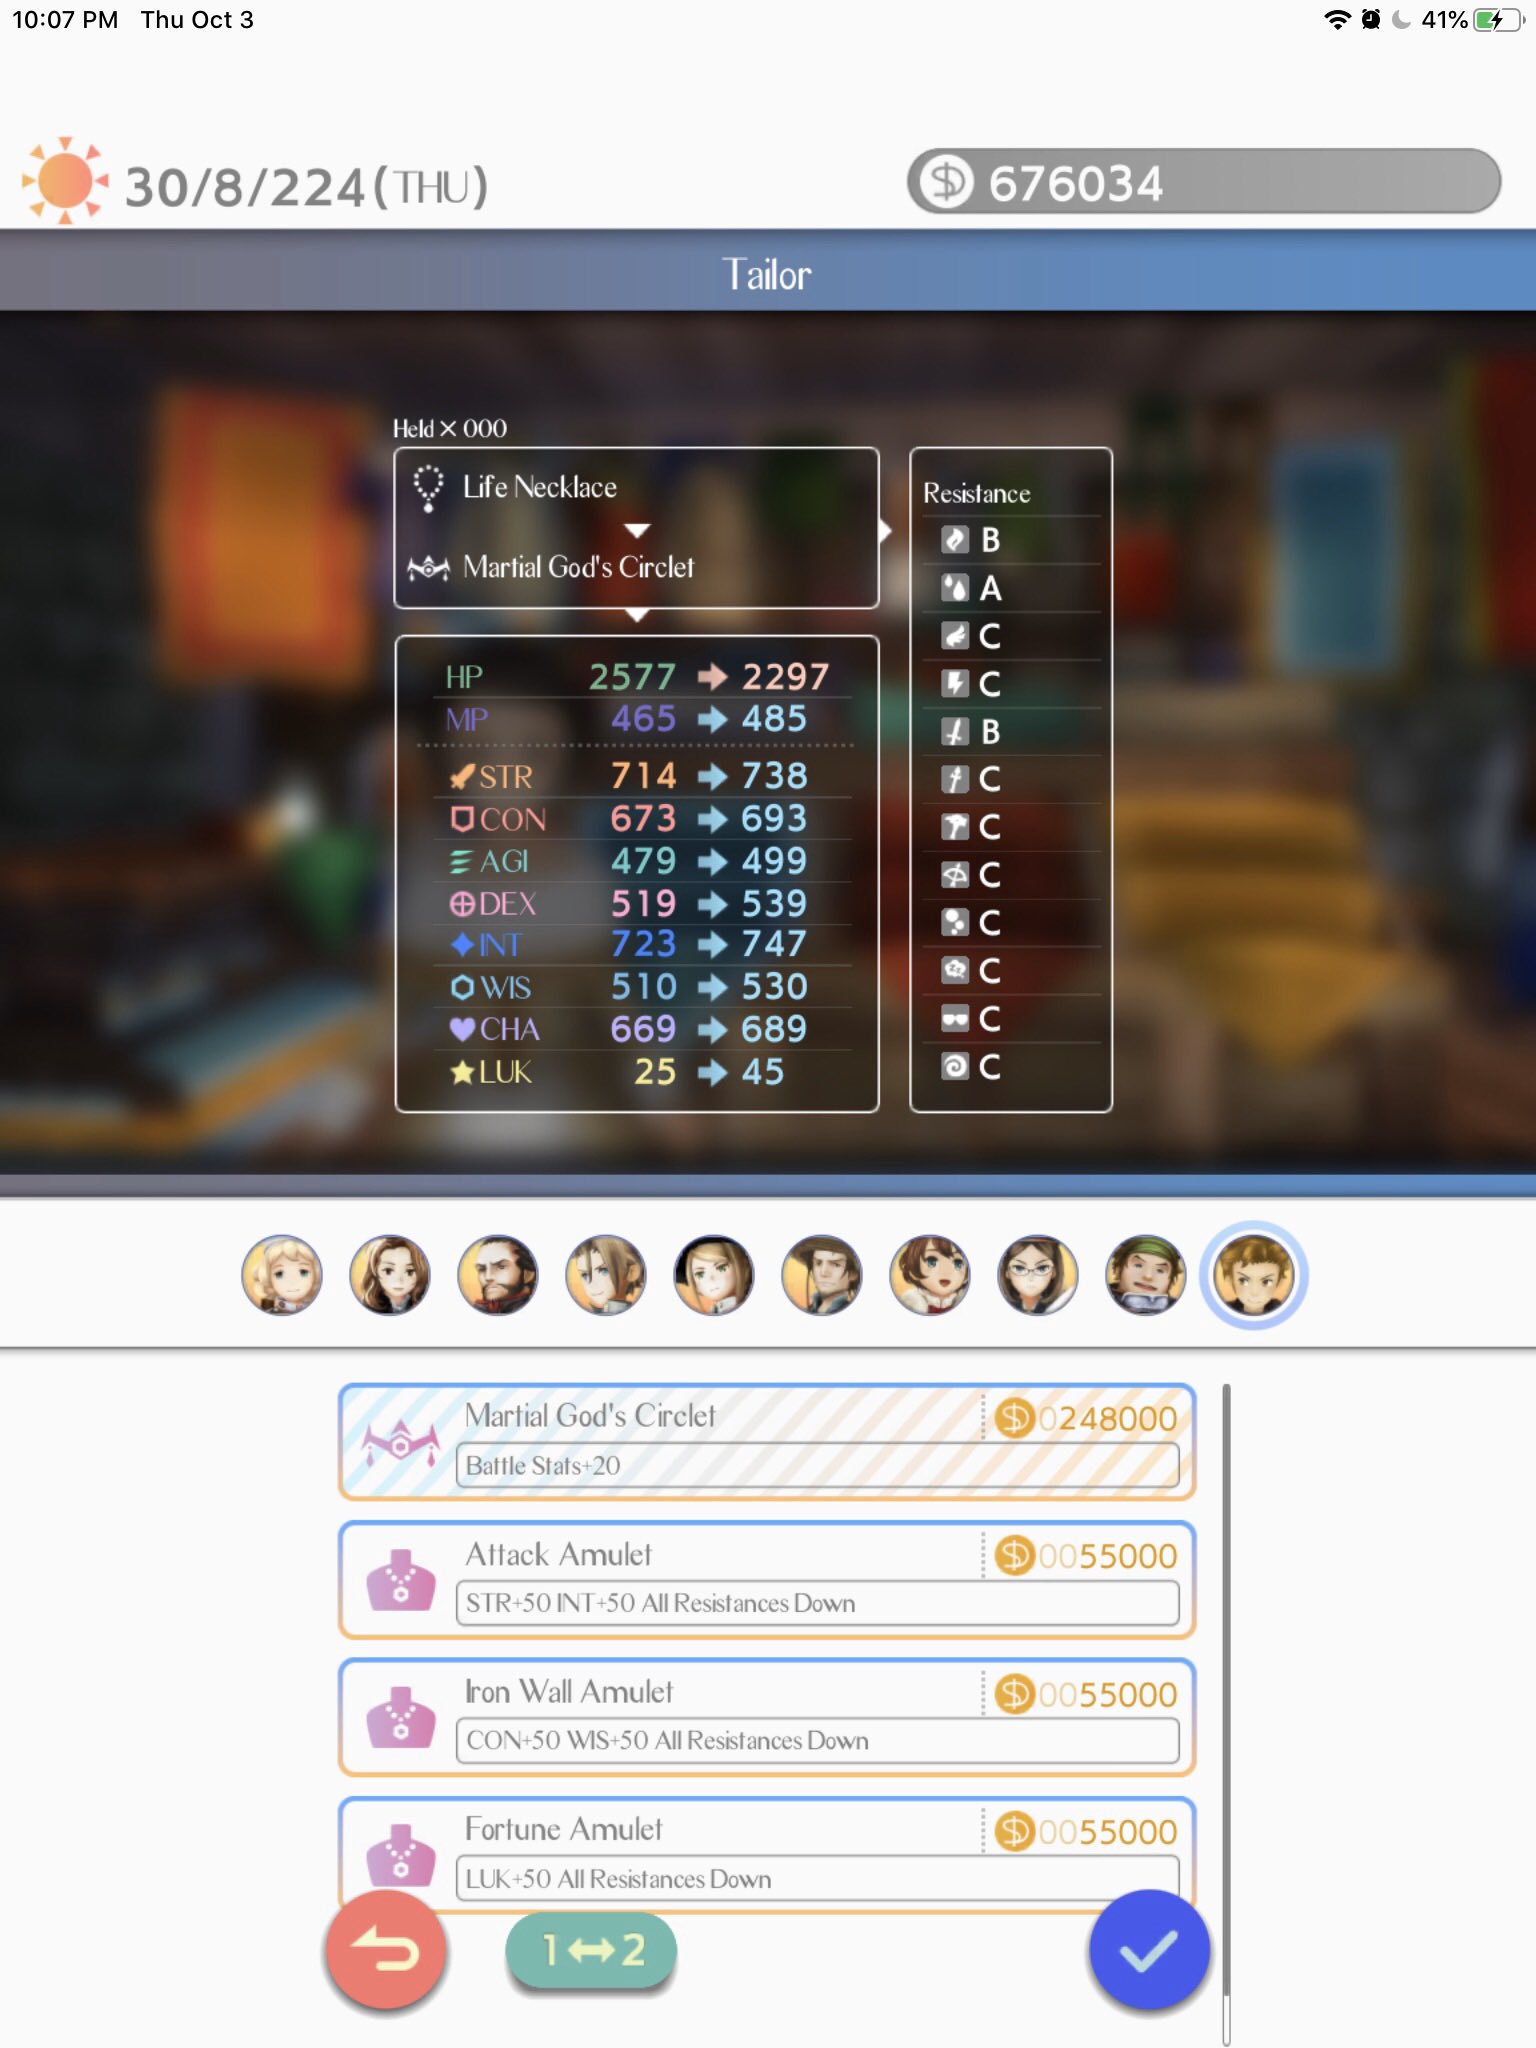 10:07 PM Thu Oct 3
41%
30/8/224(THU)
676034
Tailor
Held×000
Life Necklace
Martial God's Circlet
HP 2577 2297
MP 465 485
STR 714 738
CON 673 693
AGI 479 499
DEX 519 539
INT 723 747
WIS 510 530
CHA 669 689
LUK 25 45
Resistance
B
A
C
C
B
C
C
C
C
C
C
C
Martial God's Circlet 0248000
Battle Stats+20
Attack Amulet 0055000
STR+50 INT+50 All Resistances Down
Iron Wall Amulet 0055000
CON+50 WIS+50 All Resistances Down
Fortune Amulet 0055000
LUK+50 All Resistances Down
1↔2